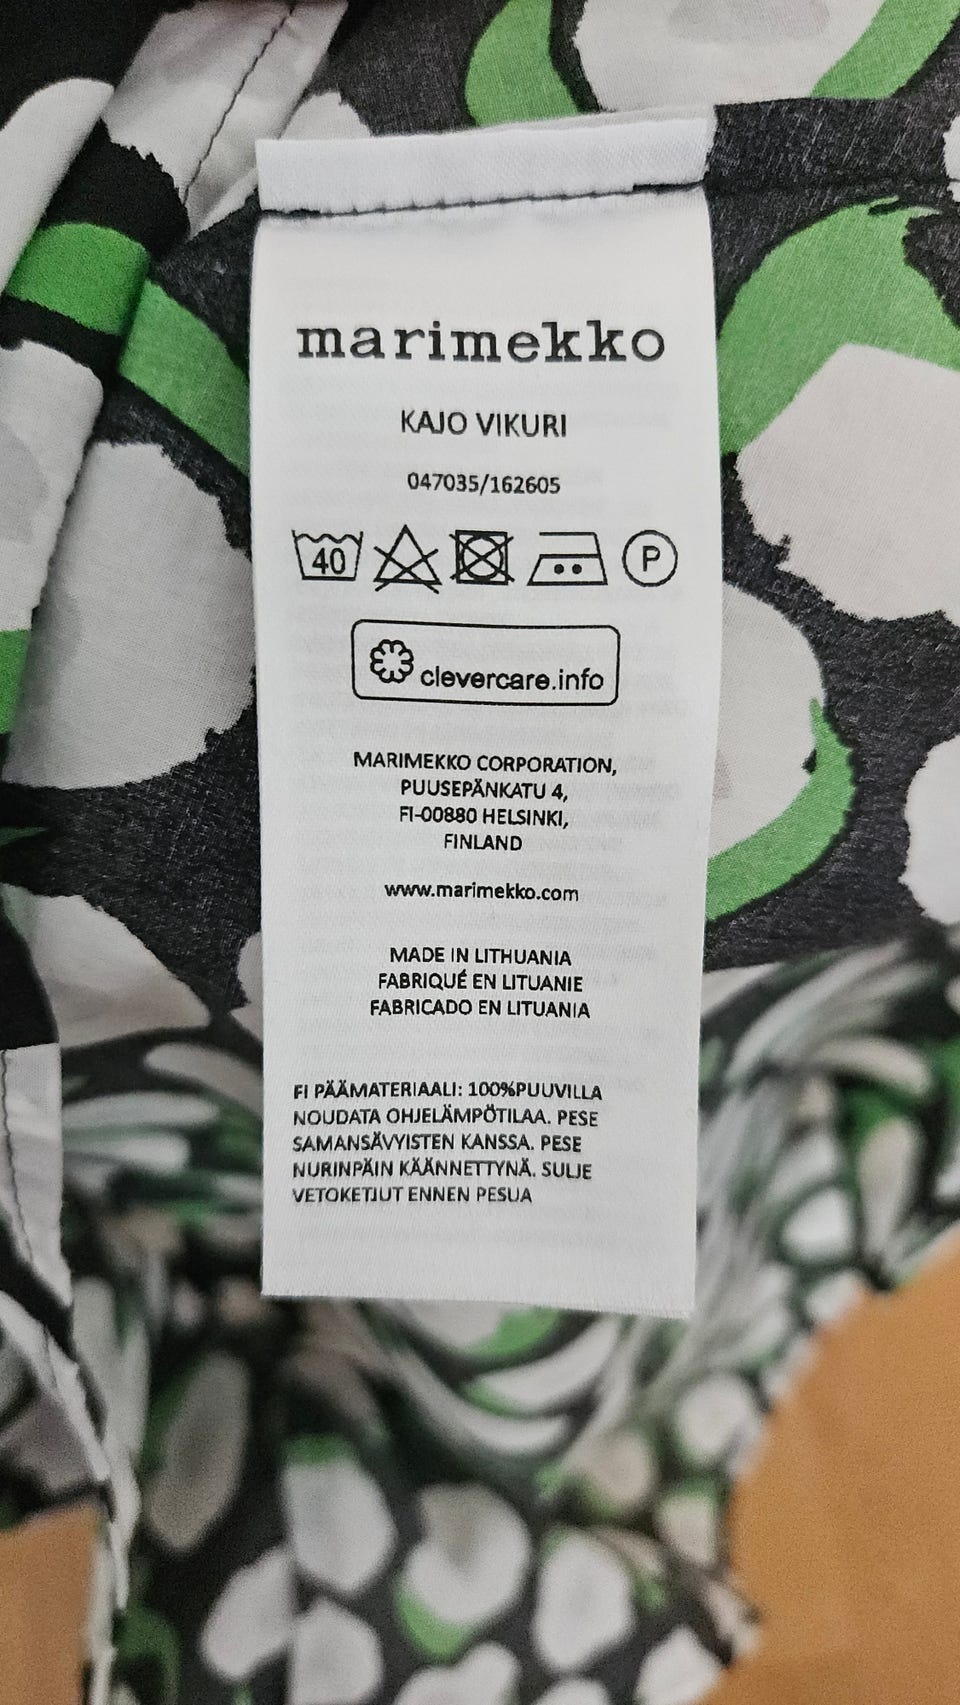 marimekko
KAJO VIKURI
047035/162605
40 P
clevercare.info
MARIMEKKO CORPORATION,
PUUSEPÄNKATU 4,
FI-00880 HELSINKI,
FINLAND
www.marimekko.com
MADE IN LITHUANIA
FABRIQUÉ EN LITUANIE
FABRICADO EN LITUANIA
FI PÄÄMATERIAALI: 100%PUUVILLA
NOUDATA OHJELÄMPÖTILAA. PESE
SAMANSÄVYISTEN KANSSA. PESE
NURINPÄIN KÄÄNNETTYNÄ. SULJE
VETOKETJUT ENNEN PESUA